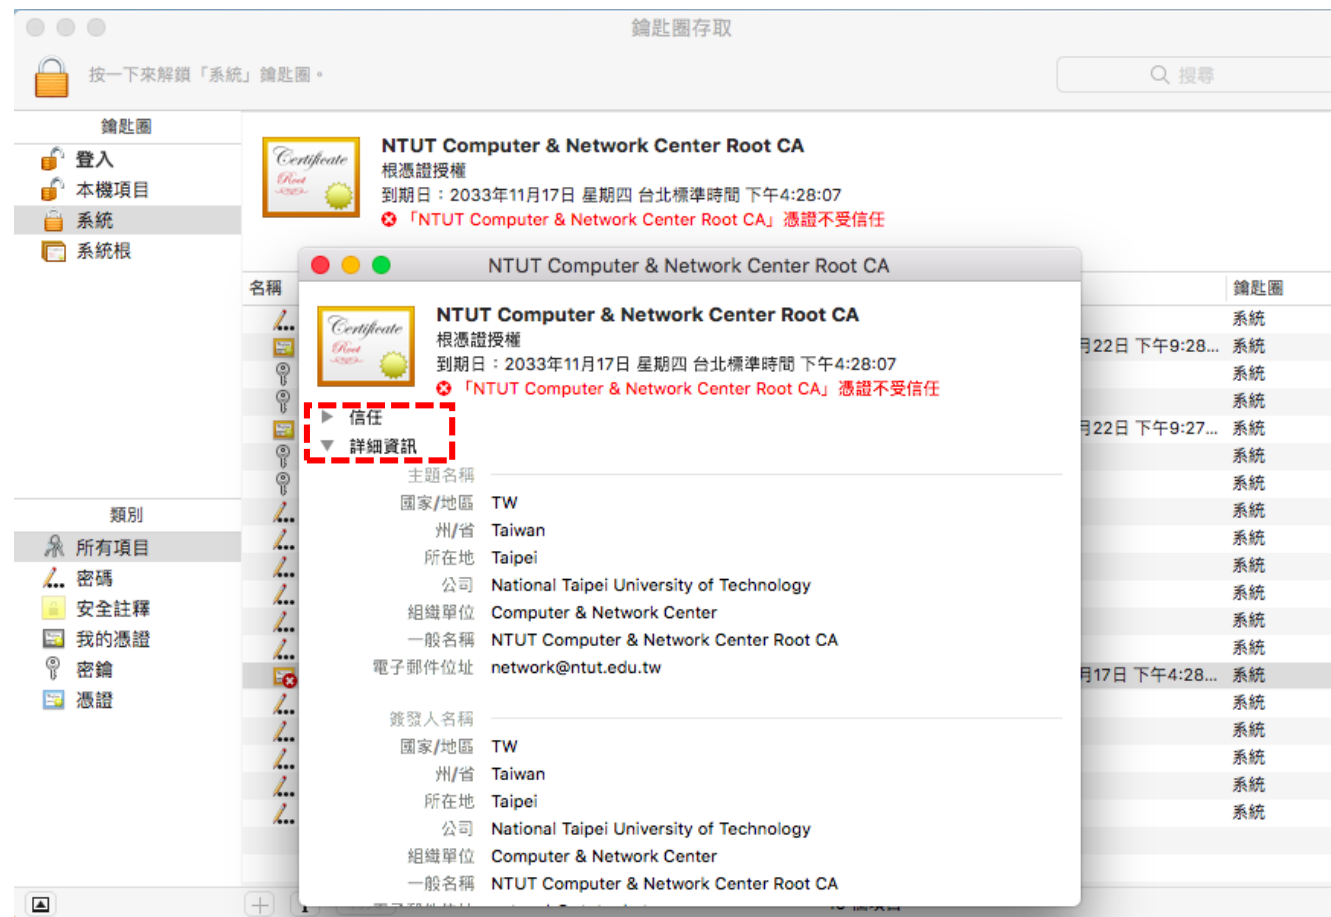 鑰匙圈存取
按一下來解鎖「系統」鑰匙圈。
搜尋
鑰匙圈
登入
本機項目
系統
系統根
NTUT Computer & Network Center Root CA
根憑證授權
到期日：2033年11月17日 星期四 台北標準時間 下午4:28:07
「NTUT Computer & Network Center Root CA」憑證不受信任
名稱
鑰匙圈
系統
月22日 下午9:28... 系統
系統
系統
月22日 下午9:27... 系統
系統
系統
系統
系統
系統
系統
系統
系統
月17日 下午4:28... 系統
系統
系統
系統
系統
系統
NTUT Computer & Network Center Root CA
NTUT Computer & Network Center Root CA
根憑證授權
到期日：2033年11月17日 星期四 台北標準時間 下午4:28:07
「NTUT Computer & Network Center Root CA」憑證不受信任
信任
詳細資訊
主題名稱
國家/地區 TW
州/省 Taiwan
所在地 Taipei
公司 National Taipei University of Technology
組織單位 Computer & Network Center
一般名稱 NTUT Computer & Network Center Root CA
電子郵件位址 network@ntut.edu.tw
簽發人名稱
國家/地區 TW
州/省 Taiwan
所在地 Taipei
公司 National Taipei University of Technology
組織單位 Computer & Network Center
一般名稱 NTUT Computer & Network Center Root CA
類別
所有項目
密碼
安全註釋
我的憑證
密鑰
憑證